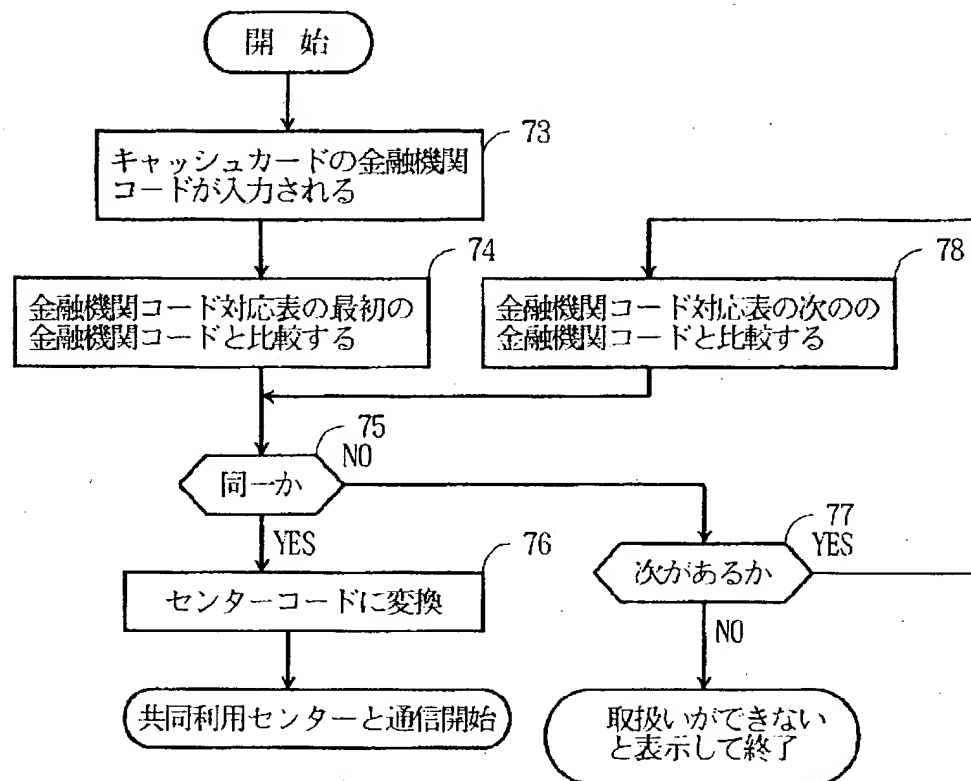 開 始
73
キャッシュカードの金融機関
コードが入力される
74
金融機関コード対応表の最初の
金融機関コードと比較する
78
金融機関コード対応表の次のの
金融機関コードと比較する
75
同一か
NO
YES
76
センターコードに変換
77
次があるか
YES
NO
共同利用センターと通信開始
取扱いができない
と表示して終了